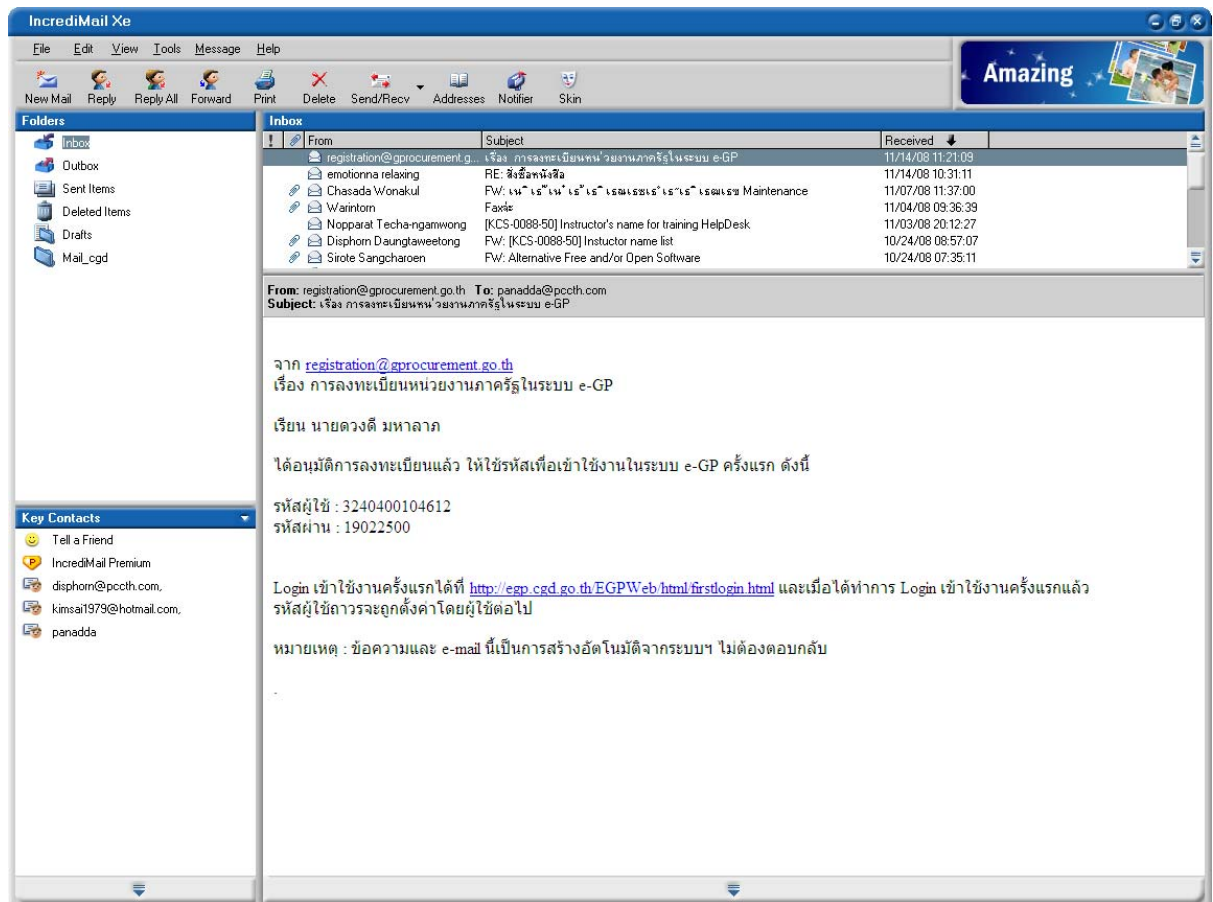 IncrediMail Xe
File Edit View Tools Message Help
Amazing
New Mail Reply Reply All Forward Print Delete Send/Recv Addresses Notifier Skin
Folders
Inbox
Outbox
Sent Items
Deleted Items
Drafts
Mail_cgd
Inbox
! From Subject Received
registration@gprocurement.g... เรื่อง การลงทะเบียนหน่วยงานภาครัฐในระบบ e-GP 11/14/08 11:21:09
emotionna relaxing RE: สั่งซื้อหนังสือ 11/14/08 10:31:11
Chasada Wonakul FW: Maintenance 11/07/08 11:37:00
Warintorn Faxค่ะ 11/04/08 09:36:39
Nopparat Techa-ngamwong [KCS-0088-50] Instructor's name for training HelpDesk 11/03/08 20:12:27
Disphorn Daungtaweetong FW: [KCS-0088-50] Instuctor name list 10/24/08 08:57:07
Sirote Sangcharoen FW: Alternative Free and/or Open Software 10/24/08 07:35:11
From: registration@gprocurement.go.th To: panadda@pccth.com
Subject: เรื่อง การลงทะเบียนหน่วยงานภาครัฐในระบบ e-GP
จาก registration@gprocurement.go.th
เรื่อง การลงทะเบียนหน่วยงานภาครัฐในระบบ e-GP
เรียน นายดวงดี มหาลาภ
ได้อนุมัติการลงทะเบียนแล้ว ให้ใช้รหัสเพื่อเข้าใช้งานในระบบ e-GP ครั้งแรก ดังนี้
รหัสผู้ใช้ : 3240400104612
รหัสผ่าน : 19022500
Login เข้าใช้งานครั้งแรกได้ที่ http://egp.cgd.go.th/EGPWeb/html/firstlogin.html และเมื่อได้ทำการ Login เข้าใช้งานครั้งแรกแล้ว
รหัสผู้ใช้ถาวรจะถูกตั้งค่าโดยผู้ใช้ต่อไป
หมายเหตุ : ข้อความและ e-mail นี้เป็นการสร้างอัตโนมัติจากระบบฯ ไม่ต้องตอบกลับ
.
Key Contacts
Tell a Friend
IncrediMail Premium
disphorn@pccth.com,
kimsai1979@hotmail.com,
panadda